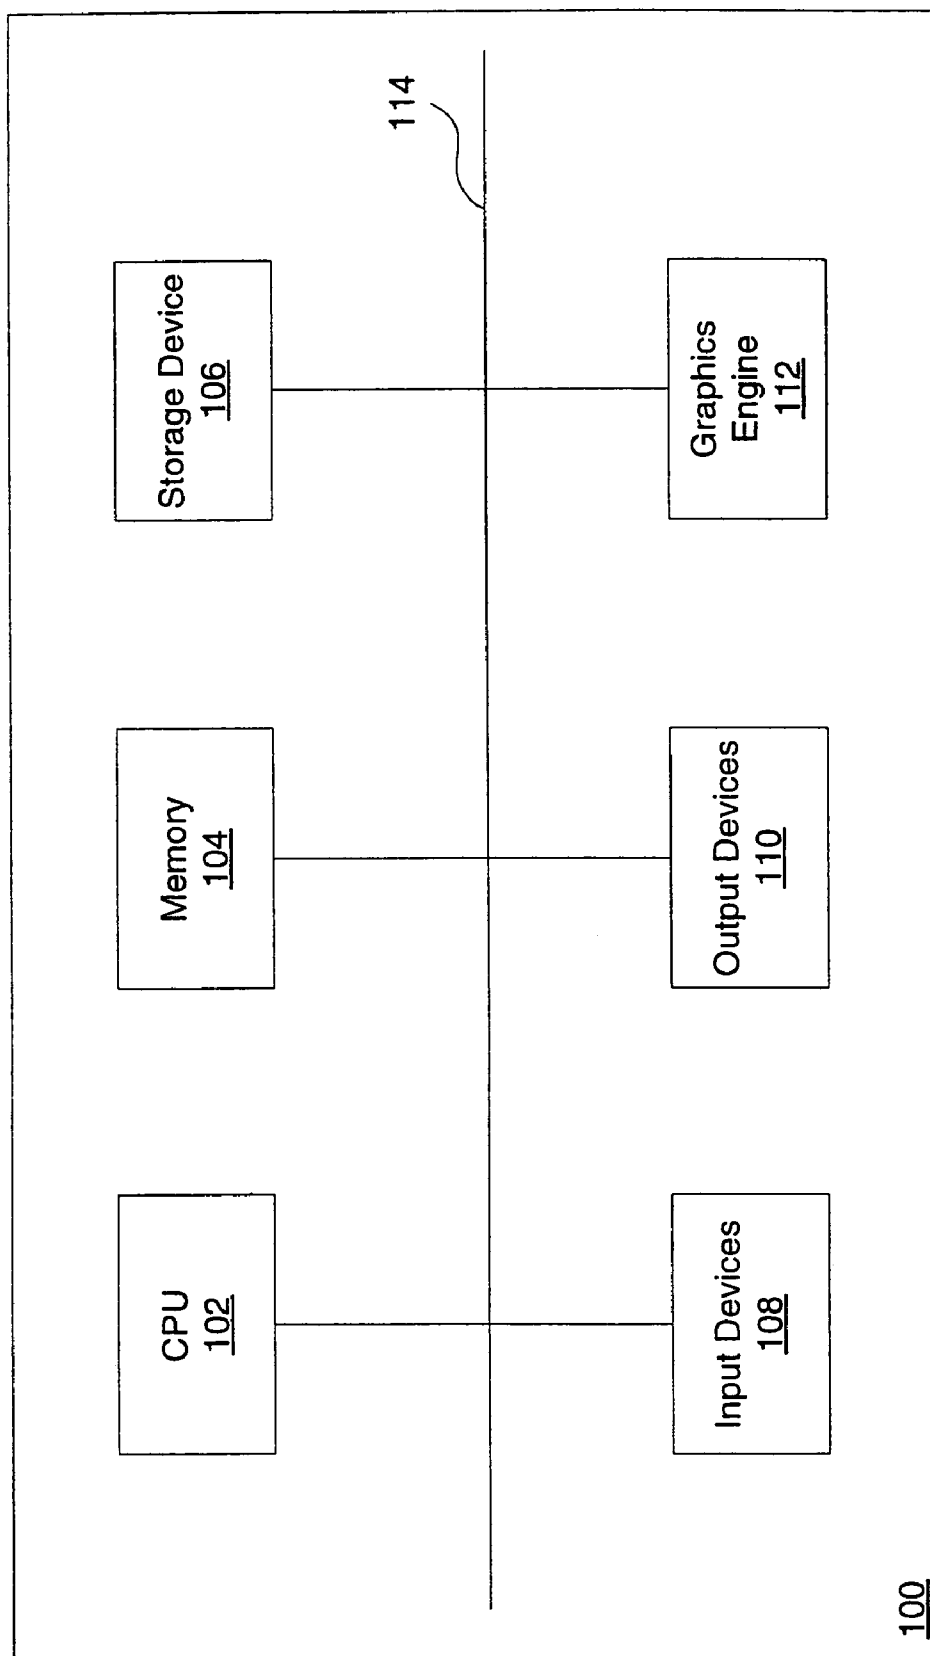 CPU
102
Memory
104
Storage Device
106
114
Input Devices
108
Output Devices
110
Graphics
Engine
112
100